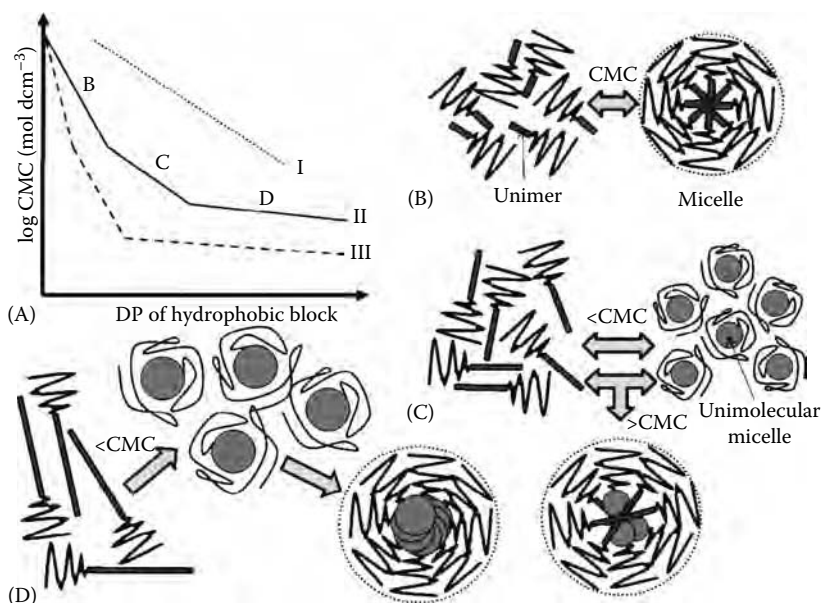 log CMC (mol dcm⁻³)
B
C
D
I
II
III
(A)
DP of hydrophobic block
CMC
Unimer
Micelle
(B)
<CMC
>CMC
Unimolecular
micelle
(C)
<CMC
(D)